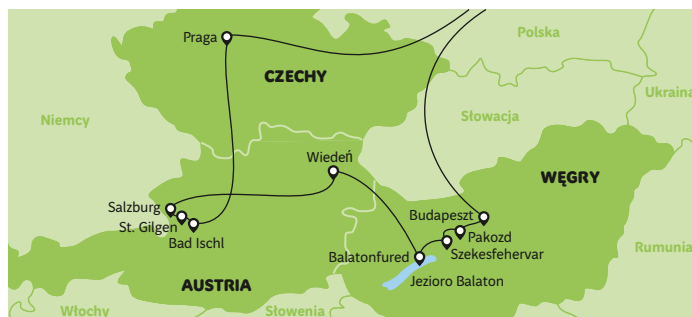 Polska
Praga
CZECHY
Ukraina
Niemcy
Słowacja
Wiedeń
WĘGRY
Salzburg
St. Gilgen
Bad Ischl
Budapeszt
Pakozd
Szekesfehervar
Balatonfured
Rumunia
Jezioro Balaton
AUSTRIA
Włochy
Słowenia